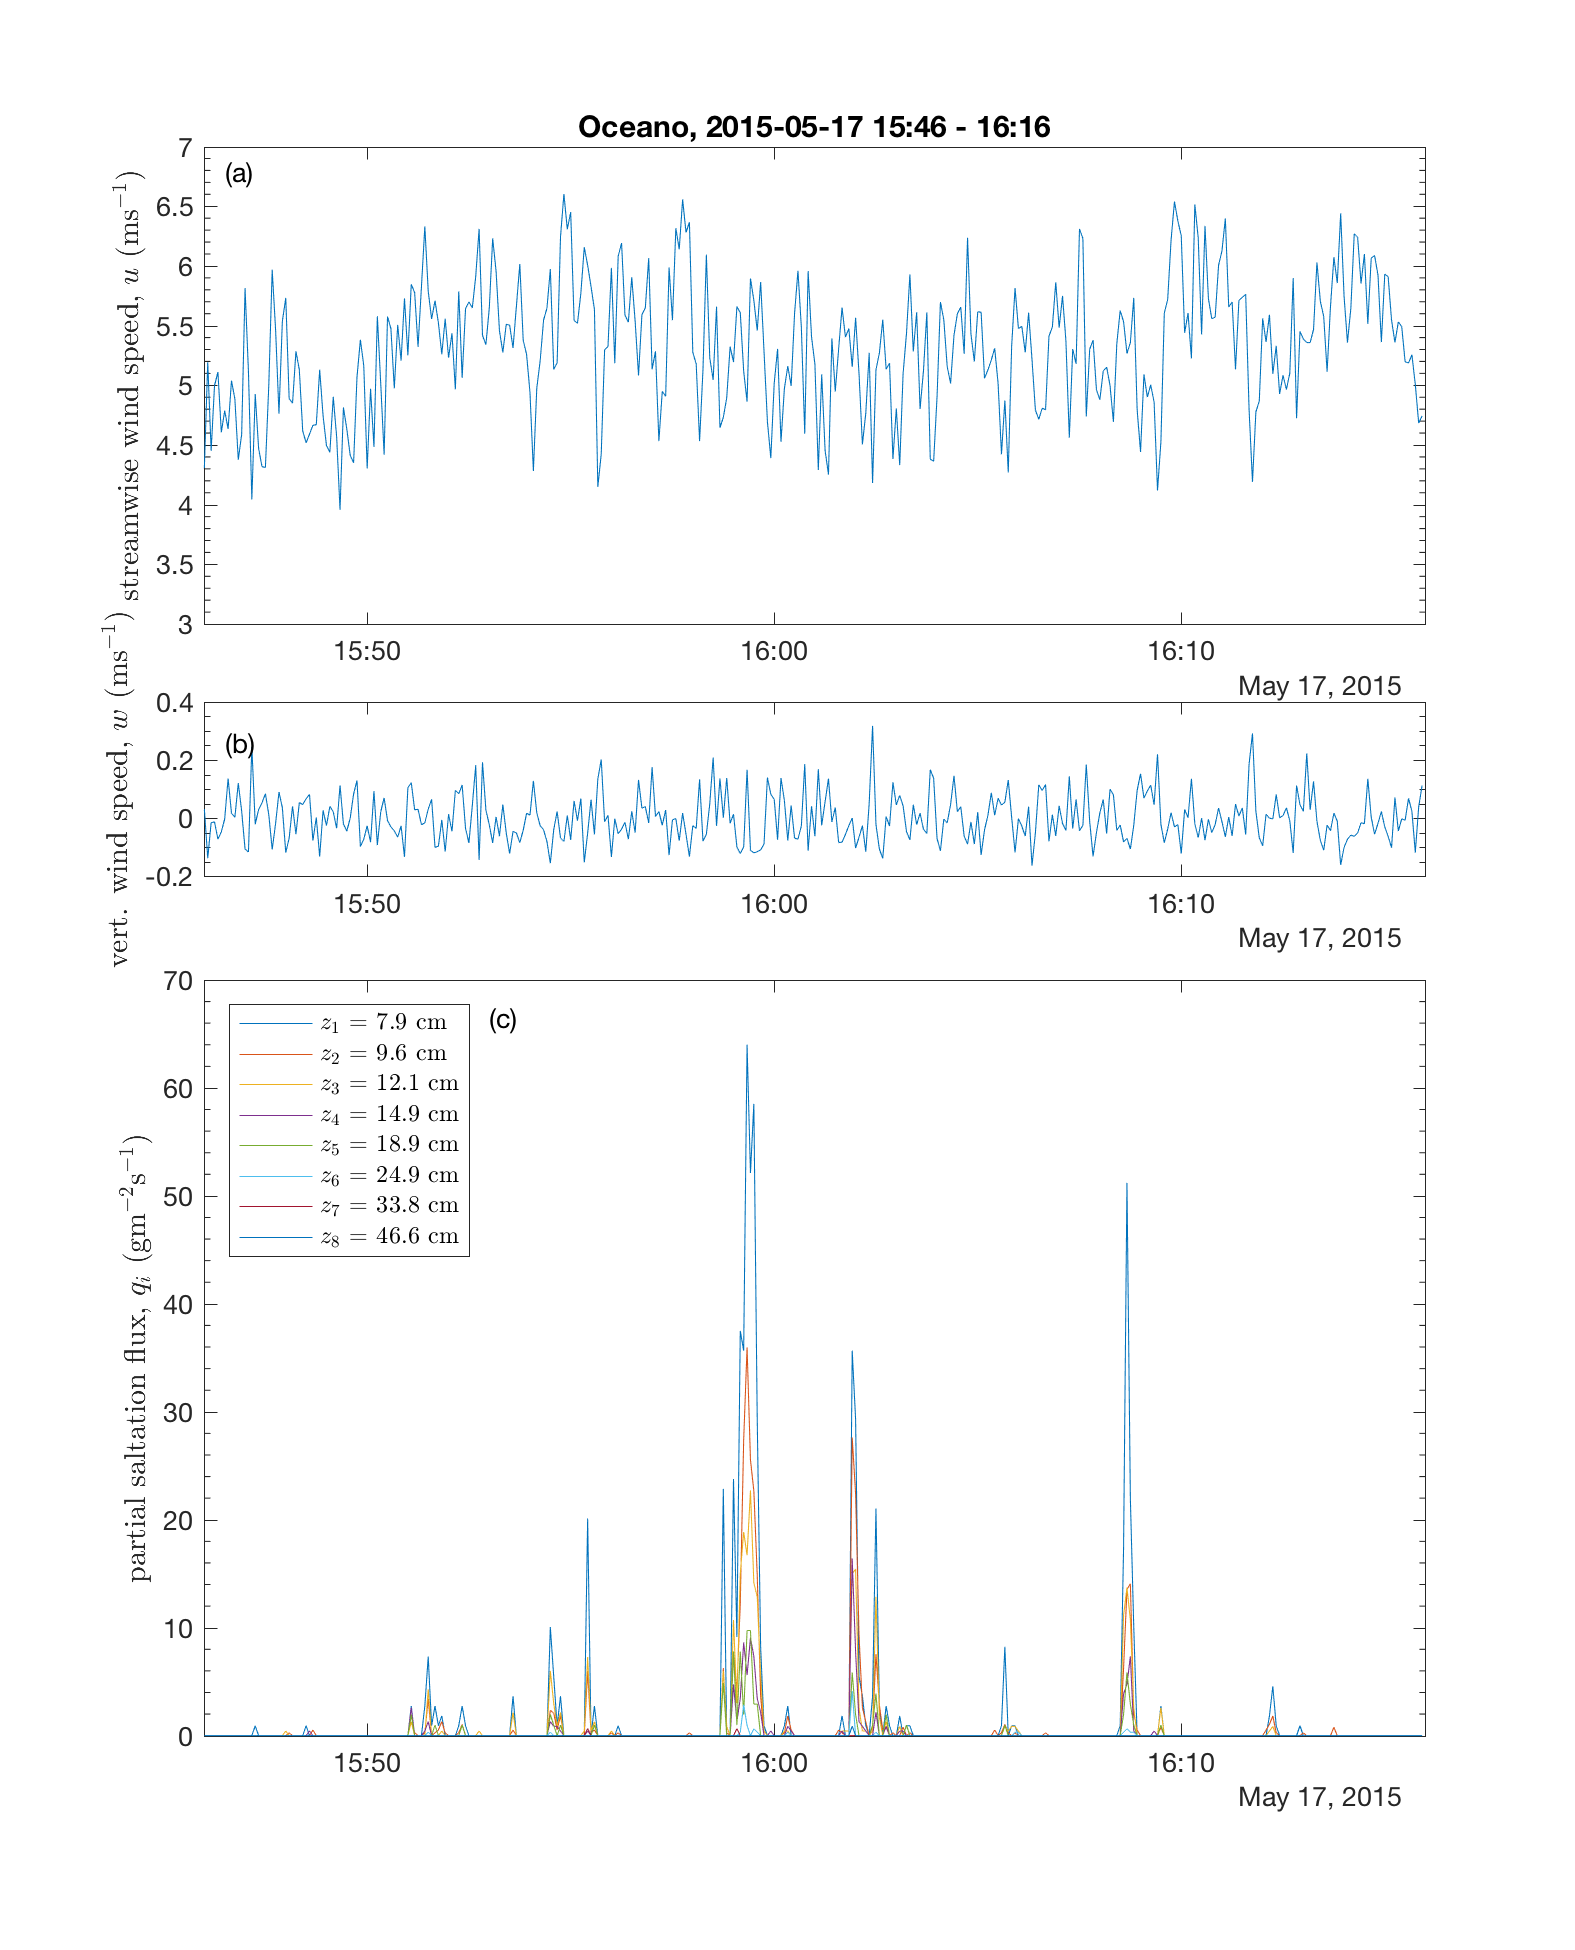 Oceano, 2015-05-17 15:46 - 16:16
(a)
streamwise wind speed, u (ms⁻¹)
7
6.5
6
5.5
5
4.5
4
3.5
3
15:50 16:00 16:10
May 17, 2015
(b)
vert. wind speed, w (ms⁻¹)
0.4
0.2
0
-0.2
15:50 16:00 16:10
May 17, 2015
(c)
partial saltation flux, qᵢ (gm⁻²s⁻¹)
70
60
50
40
30
20
10
0
z₁ = 7.9 cm
z₂ = 9.6 cm
z₃ = 12.1 cm
z₄ = 14.9 cm
z₅ = 18.9 cm
z₆ = 24.9 cm
z₇ = 33.8 cm
z₈ = 46.6 cm
15:50 16:00 16:10
May 17, 2015